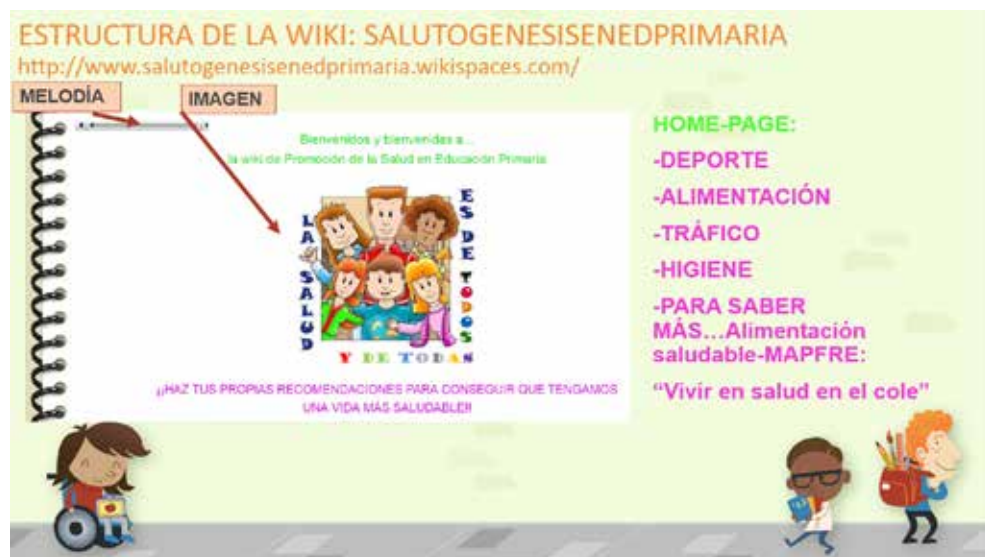 ESTRUCTURA DE LA WIKI: SALUTOGENESISENEDPRIMARIA
http://www.salutogenesisenedprimaria.wikispaces.com/
MELODÍA
IMAGEN
Bienvenidos y bienvenidas a...
la wiki de Promoción de la Salud en Educación Primaria
LA SALUD
ES DE TODOS
Y DE TODAS
¡¡HAZ TUS PROPIAS RECOMENDACIONES PARA CONSEGUIR QUE TENGAMOS
UNA VIDA MÁS SALUDABLE!!
HOME-PAGE:
-DEPORTE
-ALIMENTACIÓN
-TRÁFICO
-HIGIENE
-PARA SABER
MÁS...Alimentación
saludable-MAPFRE:
“Vivir en salud en el cole”